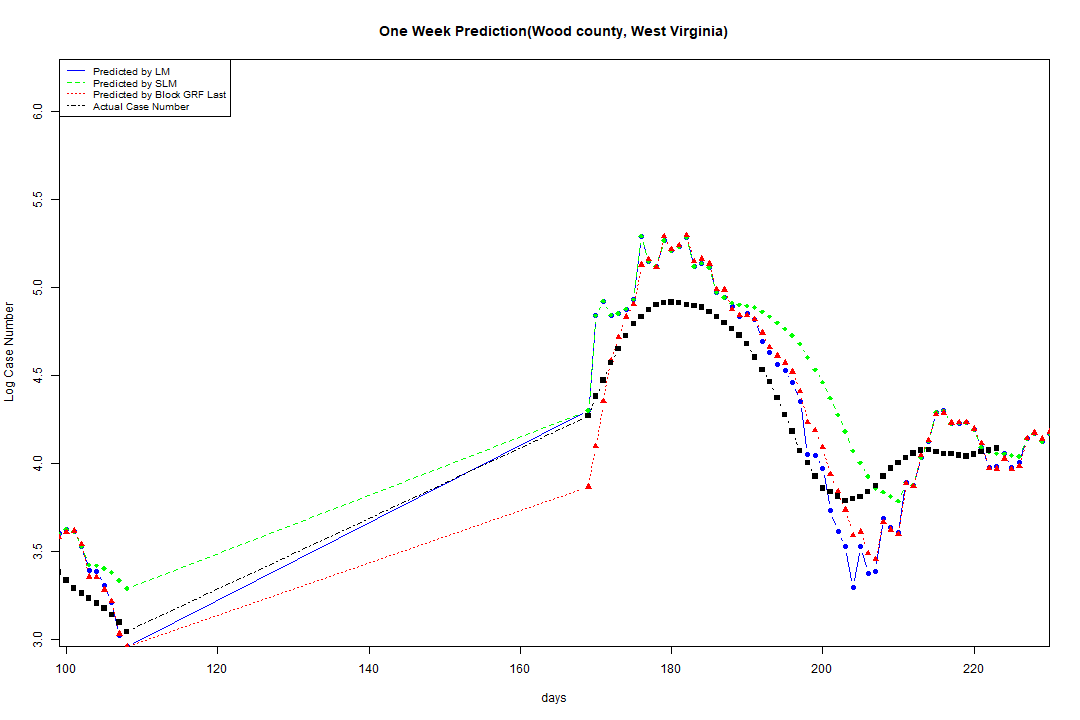 One Week Prediction(Wood county, West Virginia)
Predicted by LM
Predicted by SLM
Predicted by Block GRF Last
Actual Case Number
Log Case Number
6.0
5.5
5.0
4.5
4.0
3.5
3.0
100 120 140 160 180 200 220
days